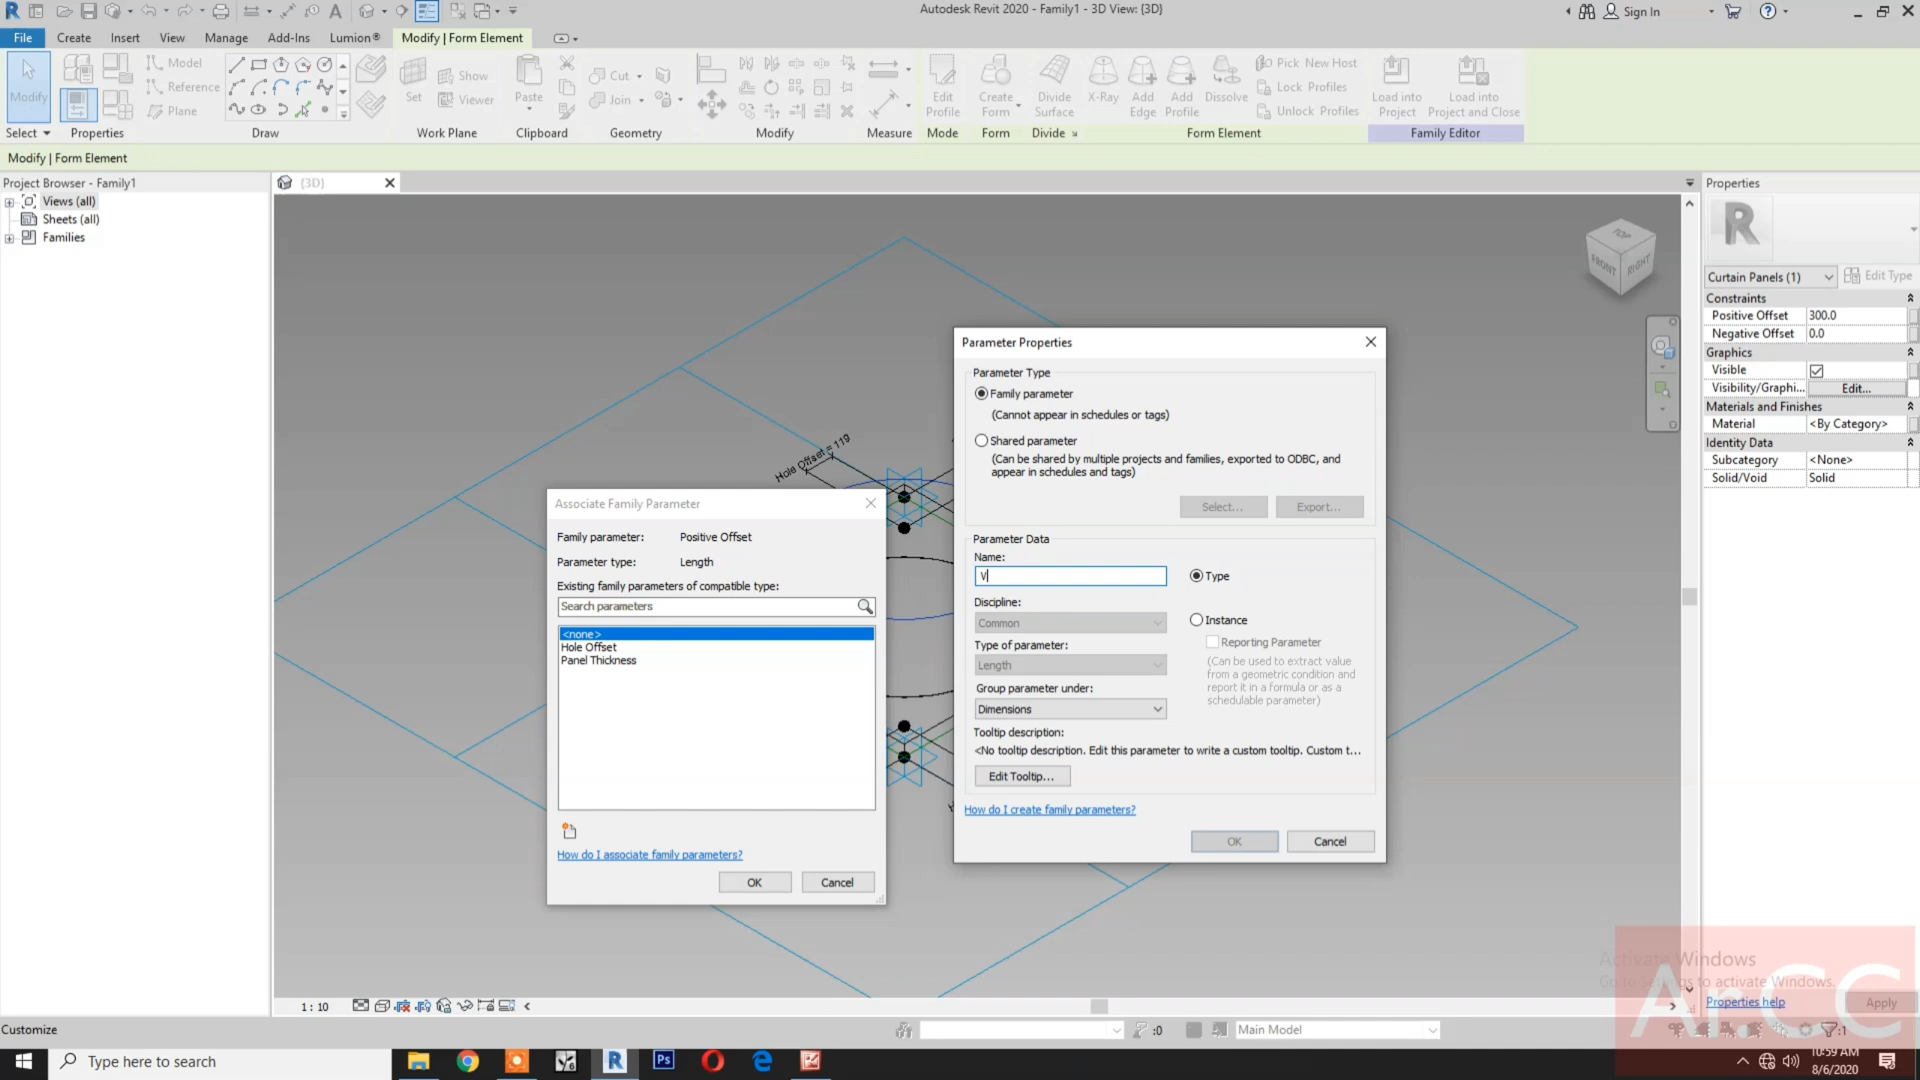 Autodesk Revit 2020 - Family1 - 3D View: {3D}
Sign In
File
Create
Insert
View
Manage
Add-Ins
Lumion®
Modify | Form Element
Modify
Select
Properties
Model
Reference
Plane
Draw
Set
Show
Viewer
Work Plane
Paste
Clipboard
Cut
Join
Geometry
Modify
Measure
Edit
Profile
Mode
Create
Form
Form
Divide
Surface
Divide
X-Ray
Add
Edge
Add
Profile
Dissolve
Pick New Host
Lock Profiles
Unlock Profiles
Form Element
Load into
Project
Load into
Project and Close
Family Editor
Modify | Form Element
Project Browser - Family1
Views (all)
Sheets (all)
Families
{3D}
TOP
FRONT
RIGHT
Hole Offset = 119
Associate Family Parameter
Family parameter: Positive Offset
Parameter type: Length
Existing family parameters of compatible type:
Search parameters
<none>
Hole Offset
Panel Thickness
How do I associate family parameters?
OK
Cancel
Parameter Properties
Parameter Type
Family parameter
(Cannot appear in schedules or tags)
Shared parameter
(Can be shared by multiple projects and families, exported to ODBC, and
appear in schedules and tags)
Select...
Export...
Parameter Data
Name:
V
Type
Discipline:
Common
Instance
Type of parameter:
Reporting Parameter
Length
(Can be used to extract value
from a geometric condition and
report it in a formula or as a
schedulable parameter)
Group parameter under:
Dimensions
Tooltip description:
<No tooltip description. Edit this parameter to write a custom tooltip. Custom t...
Edit Tooltip...
How do I create family parameters?
OK
Cancel
Properties
R
Curtain Panels (1)
Edit Type
Constraints
Positive Offset 300.0
Negative Offset 0.0
Graphics
Visible
Visibility/Graphi... Edit...
Materials and Finishes
Material <By Category>
Identity Data
Subcategory <None>
Solid/Void Solid
Activate Windows
Go to Settings to activate Windows.
ArCC
Properties help
Apply
1 : 10
Customize
:0
Main Model
:1
Type here to search
10:59 AM
8/6/2020